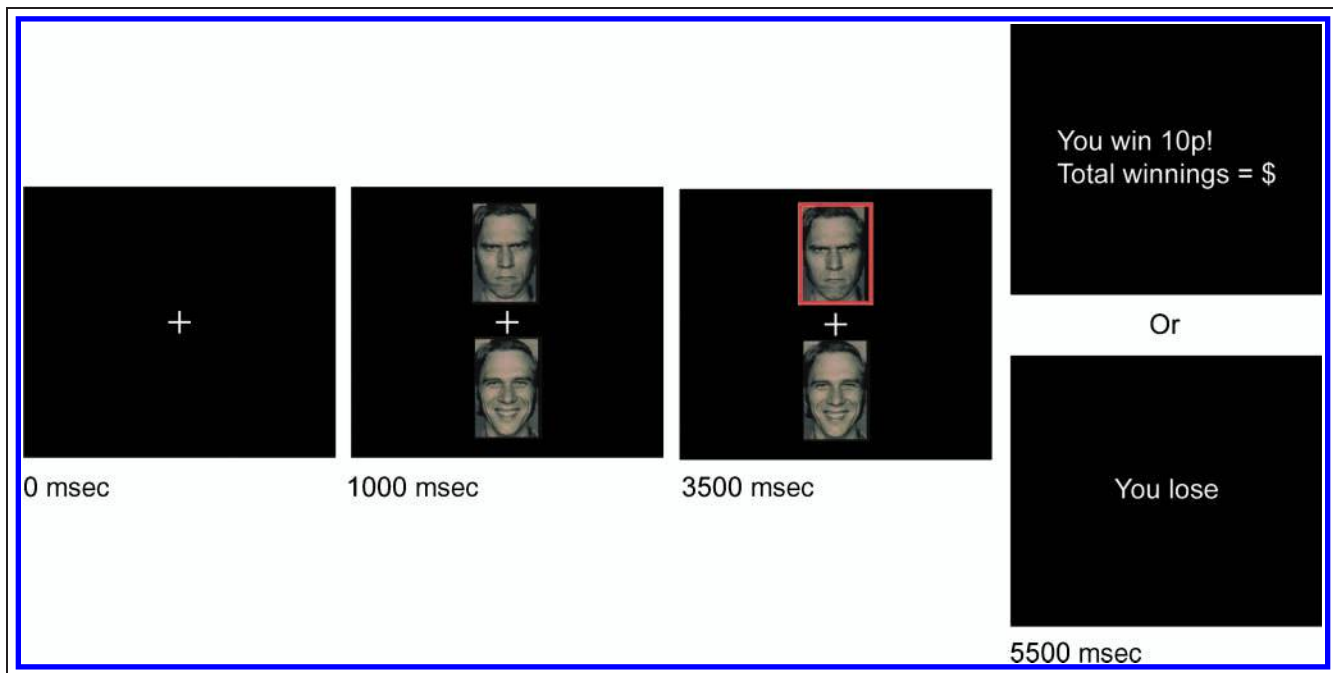 0 msec
1000 msec
3500 msec
You win 10p!
Total winnings = $
Or
You lose
5500 msec